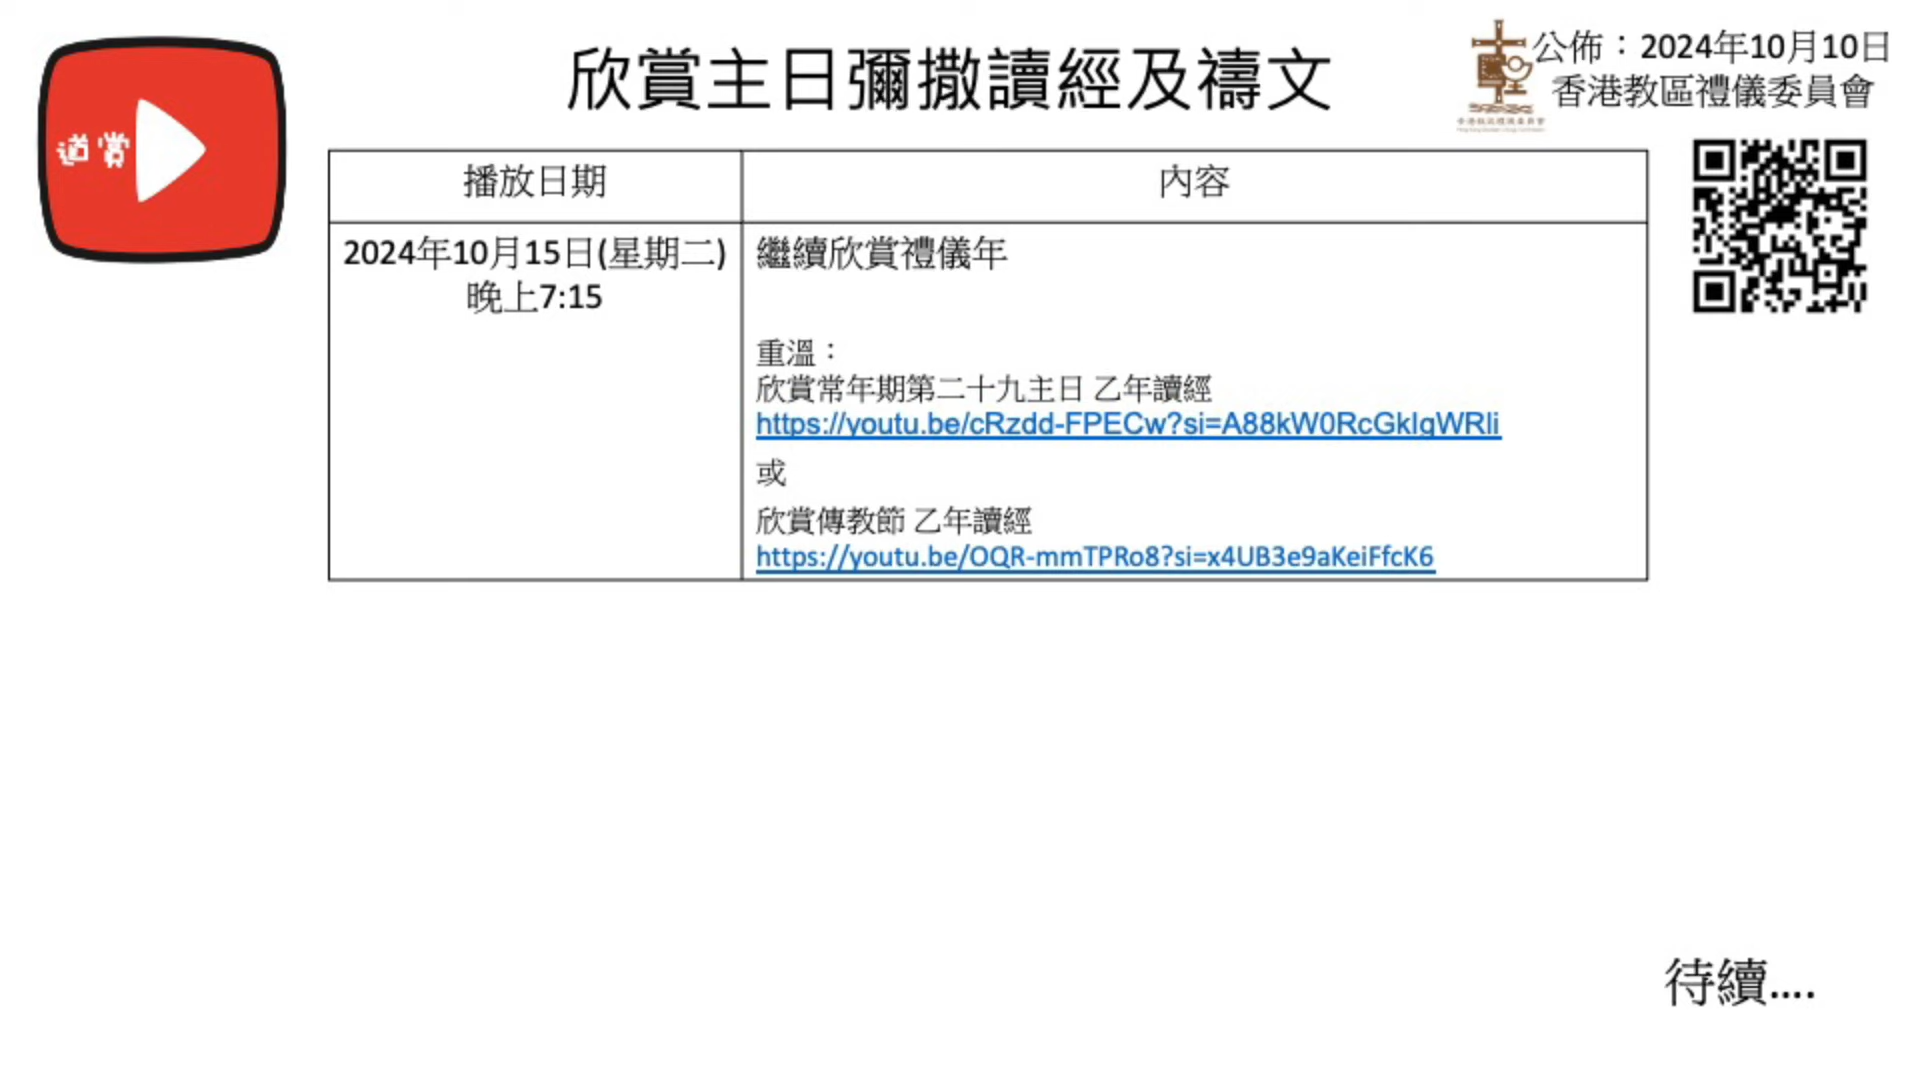 道賞
欣賞主日彌撒讀經及禱文
公佈：2024年10月10日
香港教區禮儀委員會
播放日期
內容
2024年10月15日(星期二)
晚上7:15
繼續欣賞禮儀年
重溫：
欣賞常年期第二十九主日 乙年讀經
https://youtu.be/cRzdd-FPECw?si=A88kW0RcGkIgWRli
或
欣賞傳教節 乙年讀經
https://youtu.be/OQR-mmTPRo8?si=x4UB3e9aKeiFfcK6
待續....